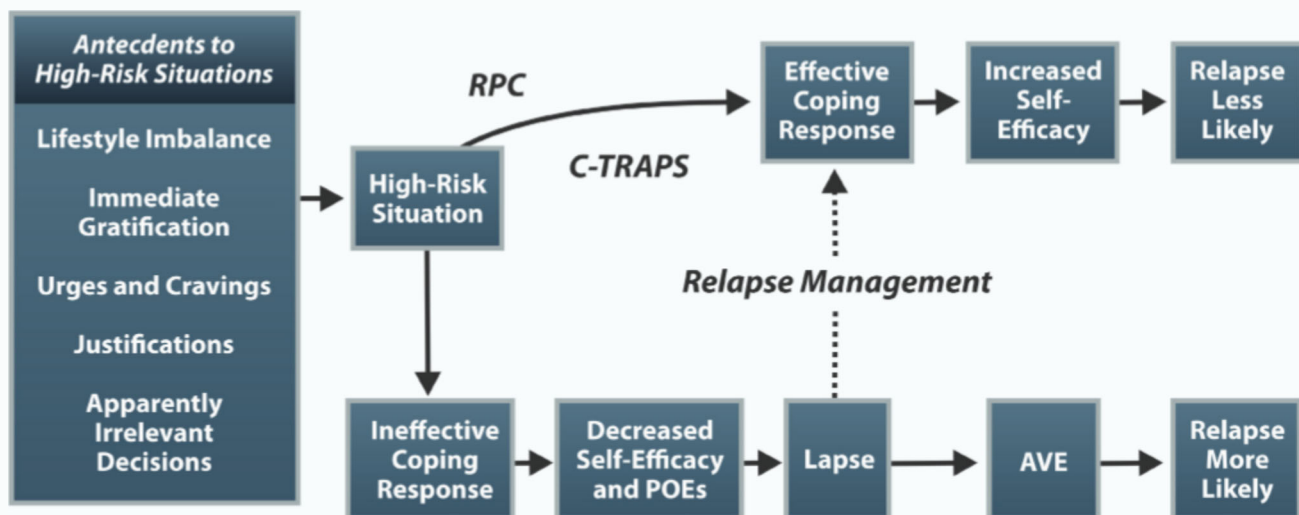 Antecdents to
High-Risk Situations
Lifestyle Imbalance
Immediate
Gratification
Urges and Cravings
Justifications
Apparently
Irrelevant
Decisions
High-Risk
Situation
RPC
C-TRAPS
Effective
Coping
Response
Increased
Self-
Efficacy
Relapse
Less
Likely
Relapse Management
Ineffective
Coping
Response
Decreased
Self-Efficacy
and POEs
Lapse
AVE
Relapse
More
Likely